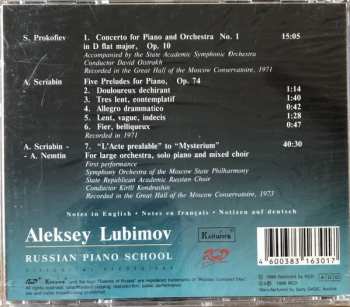 S. Prokofiev 1. Concerto for Piano and Orchestra No. 1 15:05
in D flat major, Op. 10
Accompanied by the State Academic Symphonic Orchestra
Conductor David Oistrakh
Recorded in the Great Hall of the Moscow Conservatoire, 1971
A. Scriabin Five Preludes for Piano, Op. 74
2. Douloureux dechirant 1:14
3. Tres lent, contemplatif 1:40
4. Allegro drammatico 0:42
5. Lent, vague, indecis 1:27
6. Fier, belliqueux 0:47
Recorded in 1971
A. Scriabin - 7. "L'Acte prealable" to "Mysterium" 40:30
- A. Nemtin For large orchestra, solo piano and mixed choir
First performance
Symphony Orchestra of the Moscow State Philharmony
State Republican Academic Russian Choir
Conductor Kirill Kondrashin
Recorded in the Great Hall of the Moscow Conservatoire, 1973
Notes in English • Notes en français • Notizen auf deutsch
Aleksey Lubimov
RUSSIAN PIANO SCHOOL
4 600383 163017